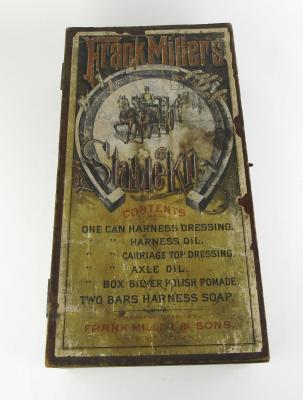 Frank Miller's
Stable Kit
CONTENTS
ONE CAN HARNESS DRESSING.
" " HARNESS OIL.
" " CARRIAGE TOP DRESSING.
" " AXLE OIL.
" BOX SILVER POLISH POMADE.
TWO BARS HARNESS SOAP.
FRANK MILLER & SONS,